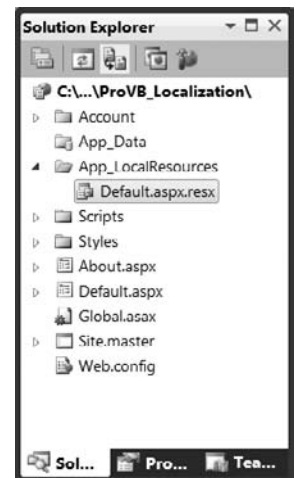 Solution Explorer
C:\...\ProVB_Localization\
Account
App_Data
App_LocalResources
Default.aspx.resx
Scripts
Styles
About.aspx
Default.aspx
Global.asax
Site.master
Web.config
Sol... Pro... Tea...